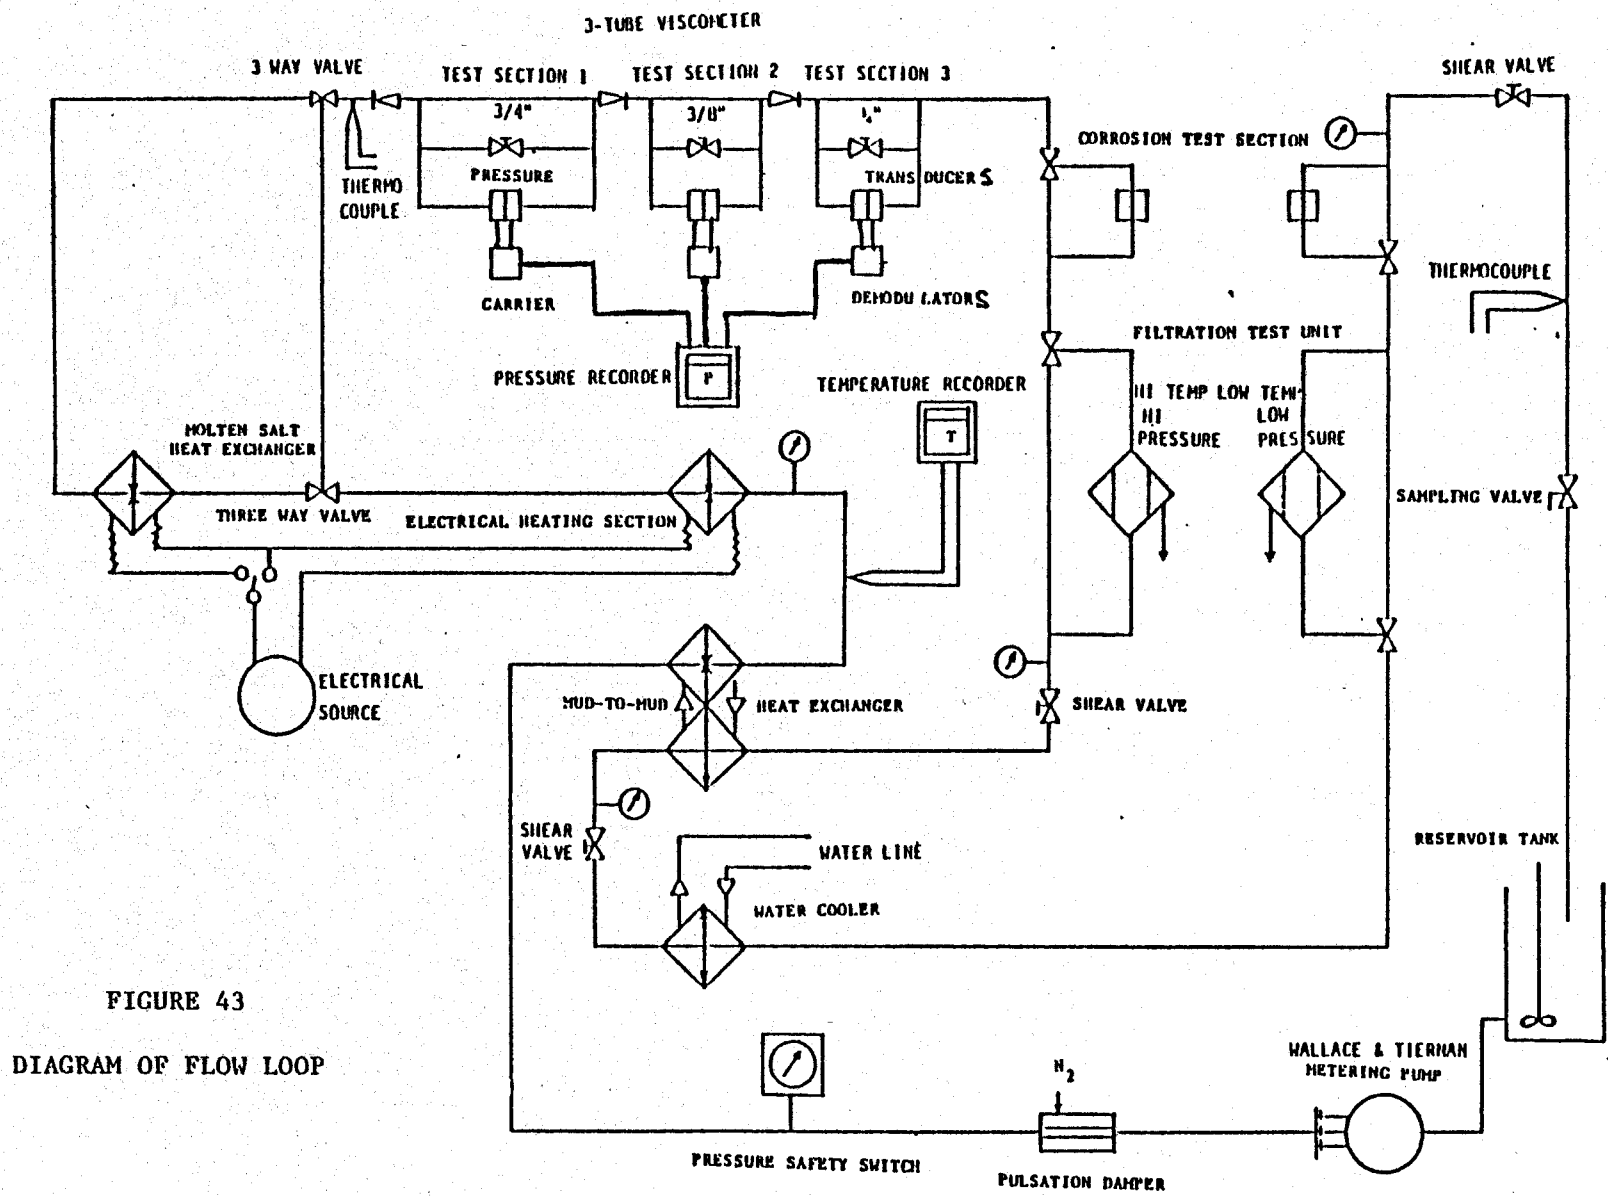 3-TUBE VISCOMETER
3 WAY VALVE
TEST SECTION 1
TEST SECTION 2
TEST SECTION 3
SHEAR VALVE
3/4"
3/8"
¼"
CORROSION TEST SECTION
PRESSURE
TRANSDUCERS
THERMO
COUPLE
THERMOCOUPLE
CARRIER
DEMODULATORS
FILTRATION TEST UNIT
PRESSURE RECORDER
P
TEMPERATURE RECORDER
T
HI TEMP LOW TEMP
HI
LOW
PRESSURE
PRESSURE
MOLTEN SALT
HEAT EXCHANGER
THREE WAY VALVE
ELECTRICAL HEATING SECTION
SAMPLING VALVE
ELECTRICAL
SOURCE
MUD-TO-MUD
HEAT EXCHANGER
SHEAR VALVE
SHEAR
VALVE
WATER LINE
WATER COOLER
RESERVOIR TANK
FIGURE 43
DIAGRAM OF FLOW LOOP
N2
WALLACE & TIERNAN
METERING PUMP
PRESSURE SAFETY SWITCH
PULSATION DAMPER